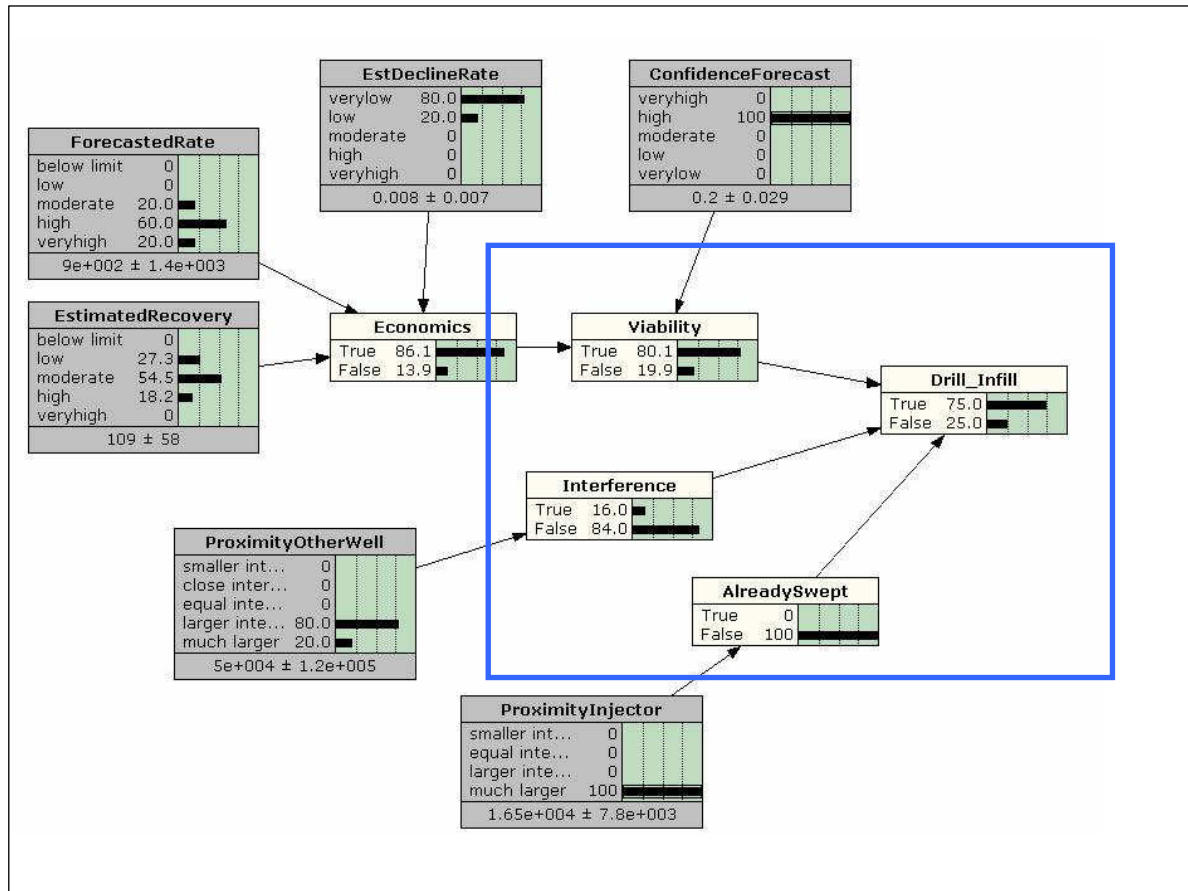 EstDeclineRate
verylow 80.0
low 20.0
moderate 0
high 0
veryhigh 0
0.008 ± 0.007
ConfidenceForecast
veryhigh 0
high 100
moderate 0
low 0
verylow 0
0.2 ± 0.029
ForecastedRate
below limit 0
low 0
moderate 20.0
high 60.0
veryhigh 20.0
9e+002 ± 1.4e+003
EstimatedRecovery
below limit 0
low 27.3
moderate 54.5
high 18.2
veryhigh 0
109 ± 58
Economics
True 86.1
False 13.9
Viability
True 80.1
False 19.9
Drill_Infill
True 75.0
False 25.0
Interference
True 16.0
False 84.0
ProximityOtherWell
smaller int... 0
close inter... 0
equal inte... 0
larger inte... 80.0
much larger 20.0
5e+004 ± 1.2e+005
AlreadySwept
True 0
False 100
ProximityInjector
smaller int... 0
equal inte... 0
larger inte... 0
much larger 100
1.65e+004 ± 7.8e+003